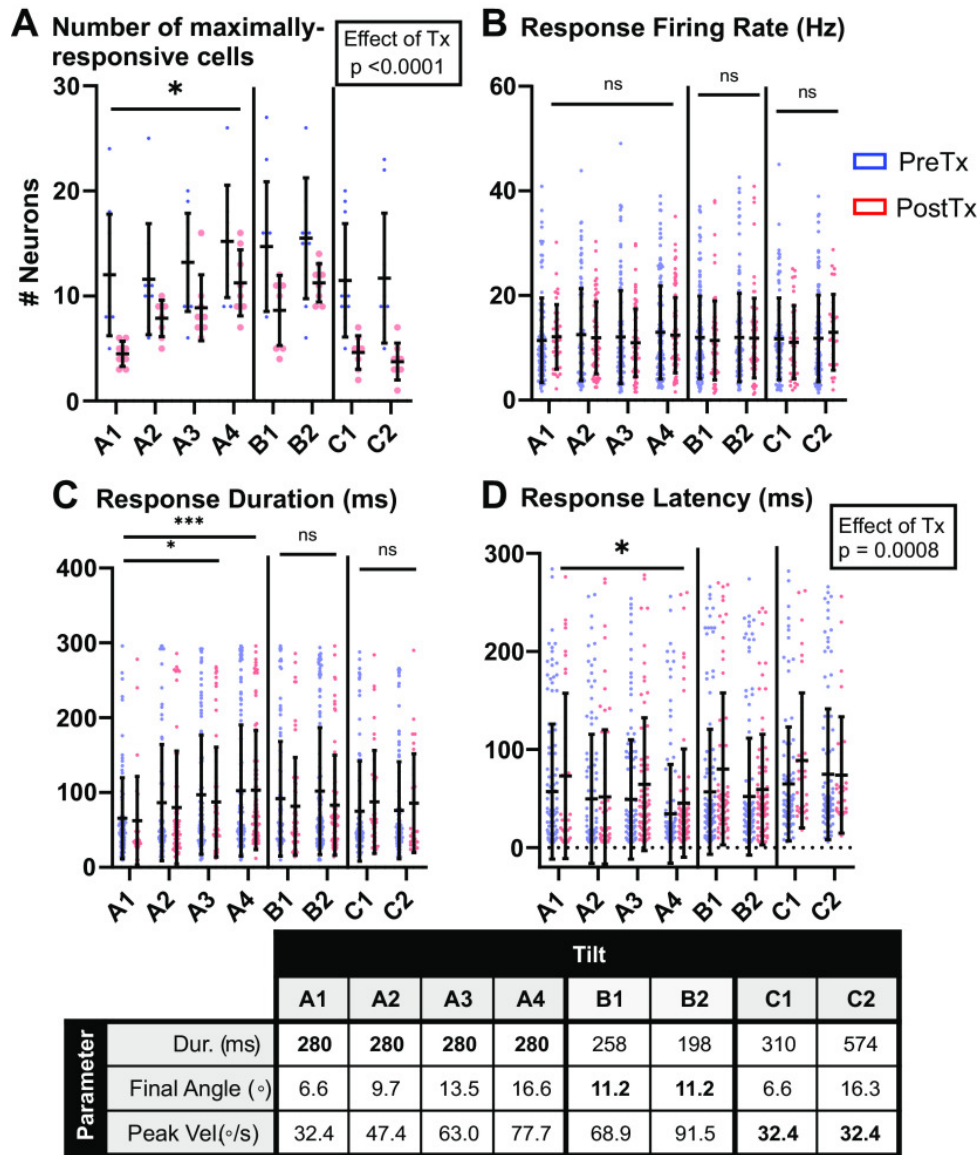 A Number of maximally-
responsive cells
Effect of Tx
p <0.0001
*
# Neurons
30
20
10
0
A1 A2 A3 A4 B1 B2 C1 C2
B Response Firing Rate (Hz)
ns ns ns
60
40
20
0
A1 A2 A3 A4 B1 B2 C1 C2
PreTx
PostTx
C Response Duration (ms)
***
*
ns ns
400
300
200
100
0
A1 A2 A3 A4 B1 B2 C1 C2
D Response Latency (ms)
Effect of Tx
p = 0.0008
*
300
200
100
0
A1 A2 A3 A4 B1 B2 C1 C2
Tilt
A1 A2 A3 A4 B1 B2 C1 C2
Parameter
Dur. (ms) 280 280 280 280 258 198 310 574
Final Angle (°) 6.6 9.7 13.5 16.6 11.2 11.2 6.6 16.3
Peak Vel(°/s) 32.4 47.4 63.0 77.7 68.9 91.5 32.4 32.4